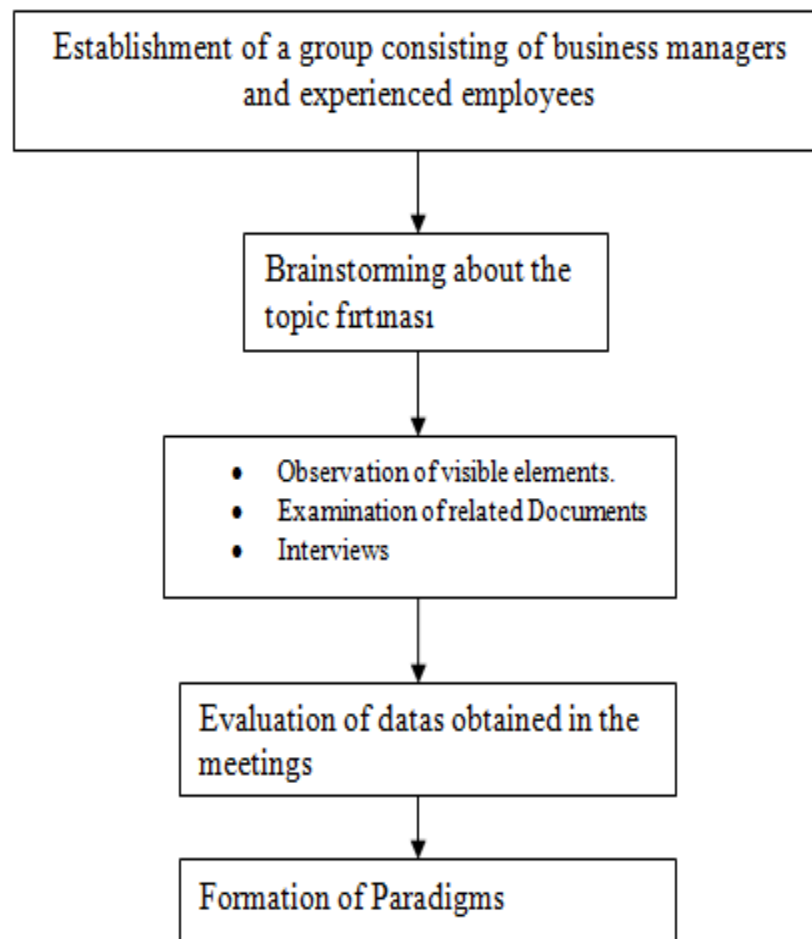 Establishment of a group consisting of business managers
and experienced employees
Brainstorming about the
topic fırtınası
• Observation of visible elements.
• Examination of related Documents
• Interviews
Evaluation of datas obtained in the
meetings
Formation of Paradigms